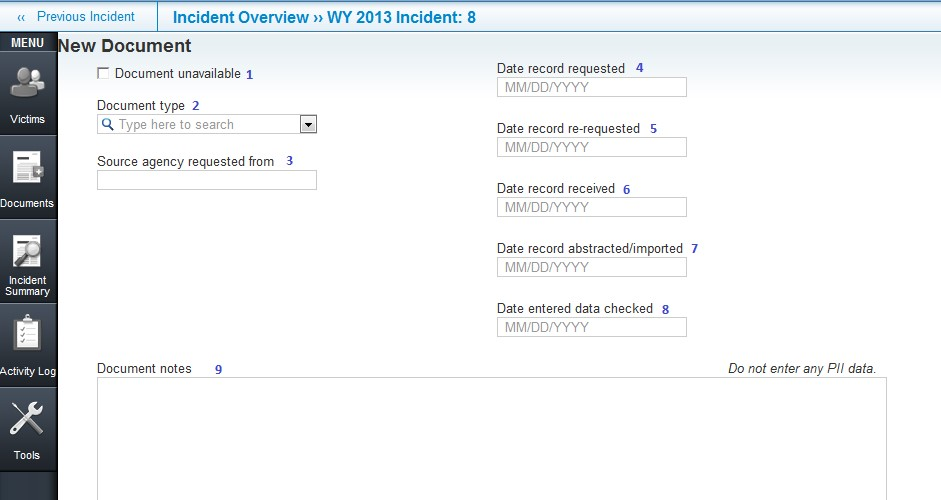 ‹‹ Previous Incident
Incident Overview ›› WY 2013 Incident: 8
MENU
Victims
Documents
Incident
Summary
Activity Log
Tools
New Document
Document unavailable 1
Document type 2
Type here to search
Source agency requested from 3
Date record requested 4
MM/DD/YYYY
Date record re-requested 5
MM/DD/YYYY
Date record received 6
MM/DD/YYYY
Date record abstracted/imported 7
MM/DD/YYYY
Date entered data checked 8
MM/DD/YYYY
Document notes 9
Do not enter any PII data.